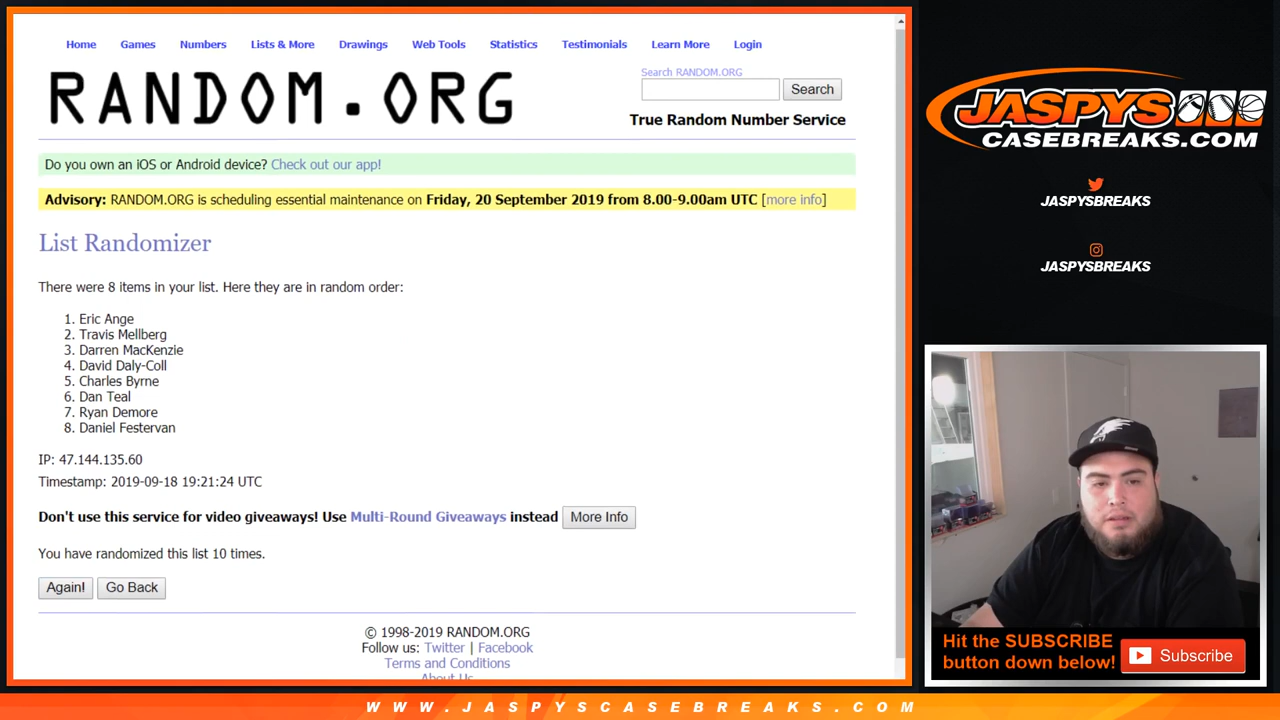 Home Games Numbers Lists & More Drawings Web Tools Statistics Testimonials Learn More Login
RANDOM.ORG
Search RANDOM.ORG
Search
True Random Number Service
Do you own an iOS or Android device? Check out our app!
Advisory: RANDOM.ORG is scheduling essential maintenance on Friday, 20 September 2019 from 8.00-9.00am UTC [more info]
List Randomizer
There were 8 items in your list. Here they are in random order:
1. Eric Ange
2. Travis Mellberg
3. Darren MacKenzie
4. David Daly-Coll
5. Charles Byrne
6. Dan Teal
7. Ryan Demore
8. Daniel Festervan
IP: 47.144.135.60
Timestamp: 2019-09-18 19:21:24 UTC
Don't use this service for video giveaways! Use Multi-Round Giveaways instead More Info
You have randomized this list 10 times.
Again! Go Back
© 1998-2019 RANDOM.ORG
Follow us: Twitter | Facebook
Terms and Conditions
About Us
JASPYS
CASEBREAKS.COM
JASPYSBREAKS
JASPYSBREAKS
Hit the SUBSCRIBE
button down below!
Subscribe
WWW.JASPYSCASEBREAKS.COM